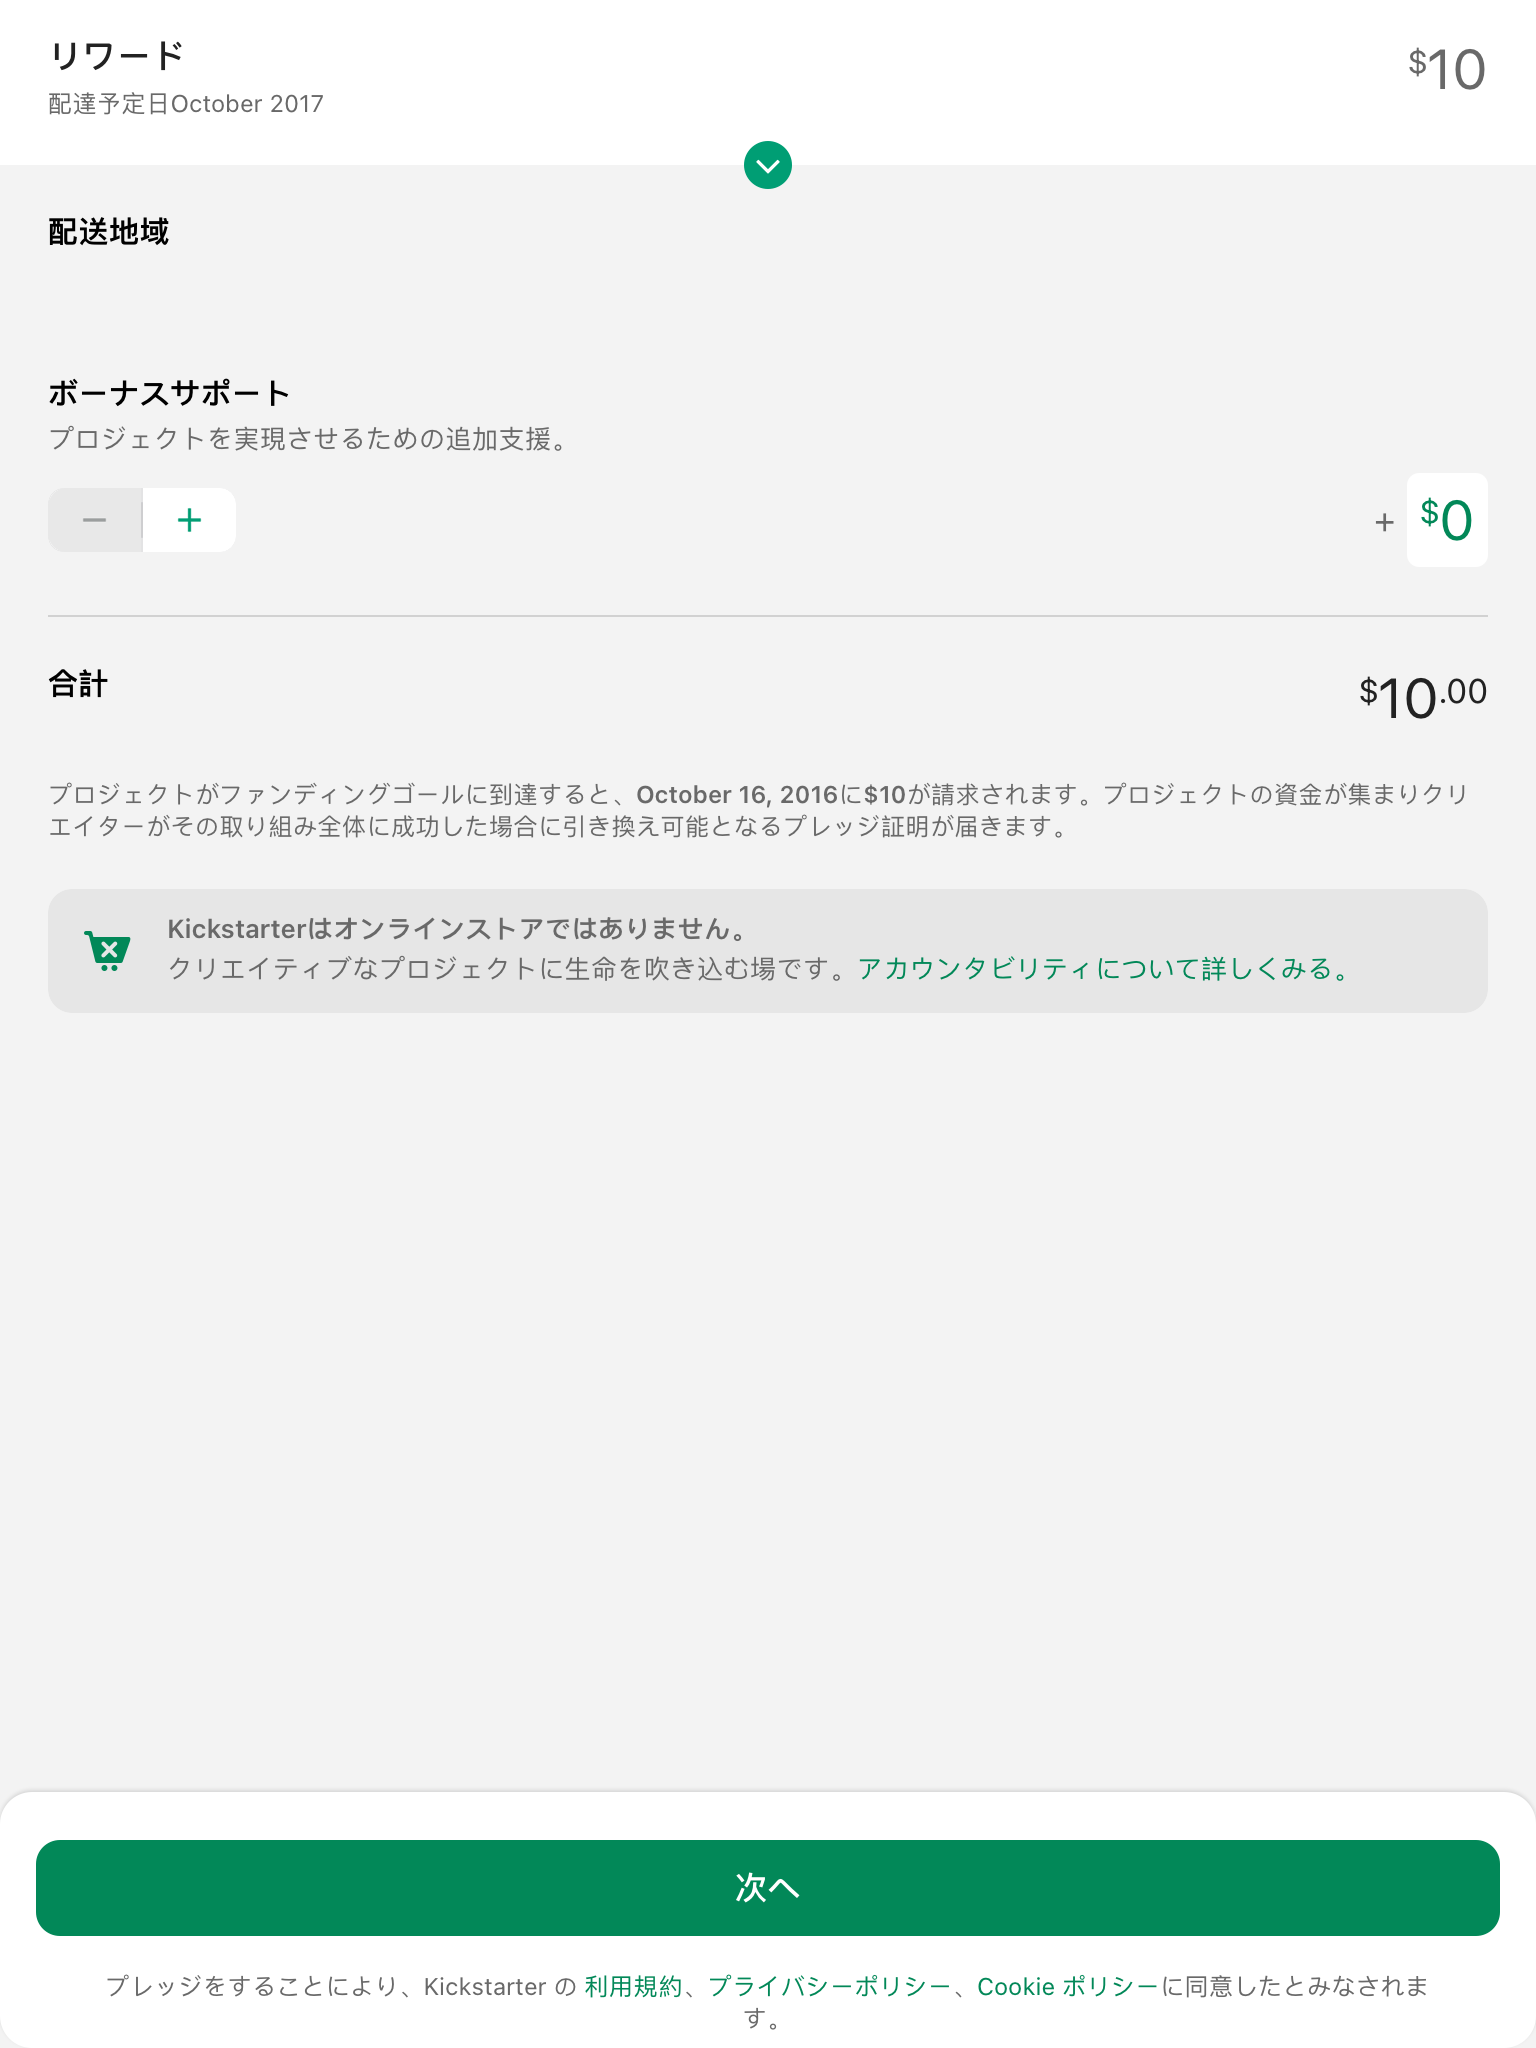 リワード
$10
配達予定日October 2017
配送地域
ボーナスサポート
プロジェクトを実現させるための追加支援。
+ $0
合計
$10.00
プロジェクトがファンディングゴールに到達すると、October 16, 2016に$10が請求されます。プロジェクトの資金が集まりクリ
エイターがその取り組み全体に成功した場合に引き換え可能となるプレッジ証明が届きます。
Kickstarterはオンラインストアではありません。
クリエイティブなプロジェクトに生命を吹き込む場です。アカウンタビリティについて詳しくみる。
次へ
プレッジをすることにより、Kickstarter の 利用規約、プライバシーポリシー、Cookie ポリシーに同意したとみなされま
す。